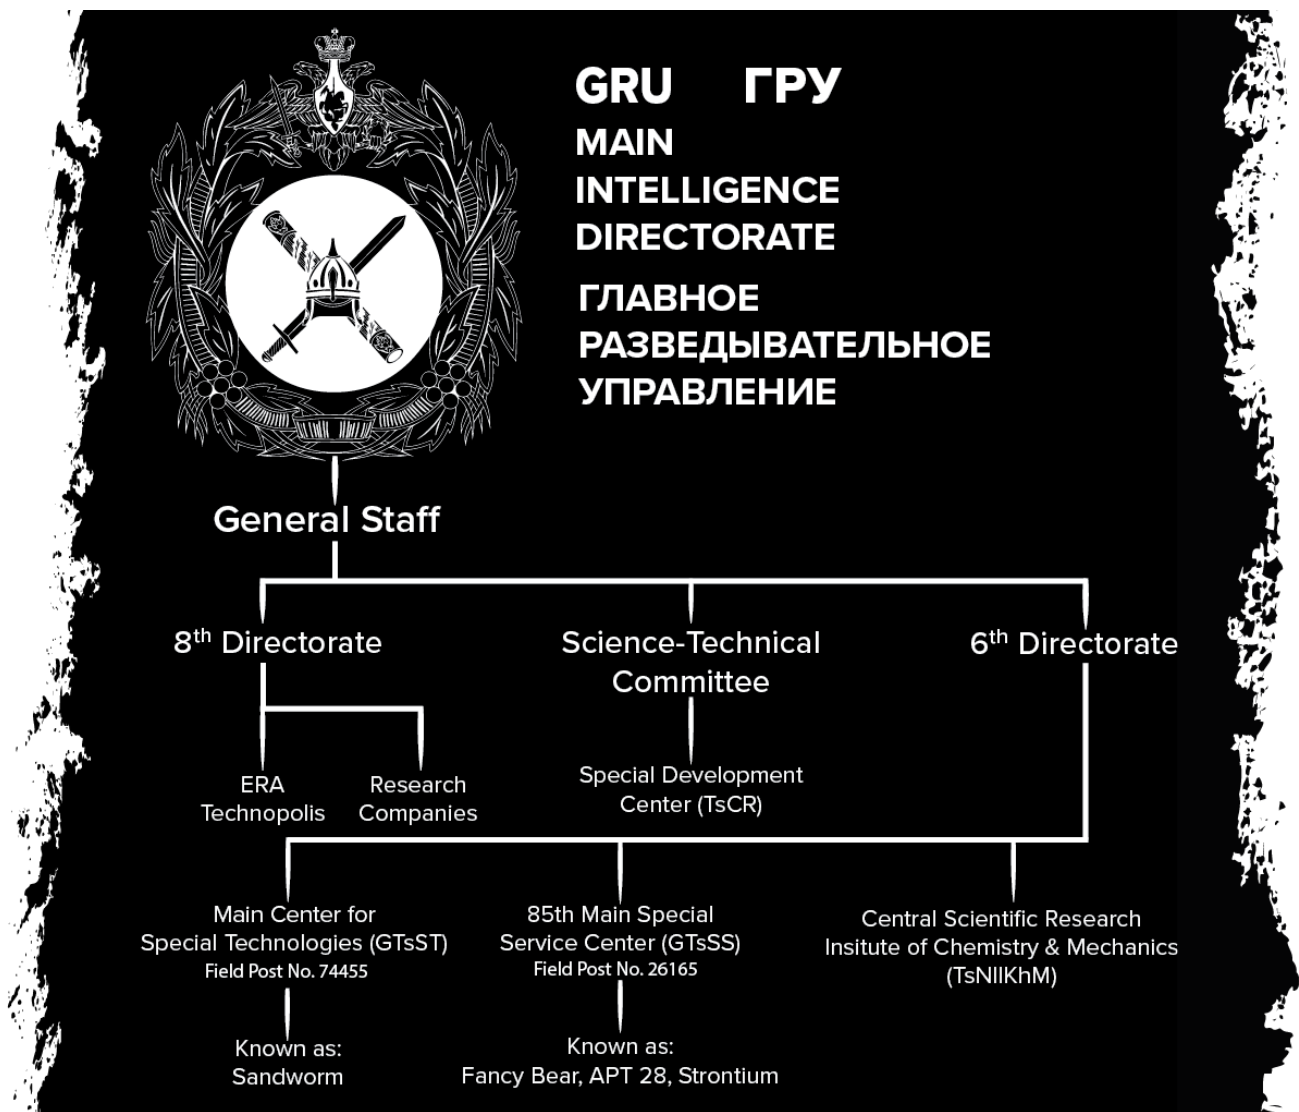 GRU ГРУ
MAIN
INTELLIGENCE
DIRECTORATE
ГЛАВНОЕ
РАЗВЕДЫВАТЕЛЬНОЕ
УПРАВЛЕНИЕ
General Staff
8th Directorate
Science-Technical
Committee
6th Directorate
ERA
Technopolis
Research
Companies
Special Development
Center (TsCR)
Main Center for
Special Technologies (GTsST)
Field Post No. 74455
85th Main Special
Service Center (GTsSS)
Field Post No. 26165
Central Scientific Research
Insitute of Chemistry & Mechanics
(TsNIIKhM)
Known as:
Sandworm
Known as:
Fancy Bear, APT 28, Strontium